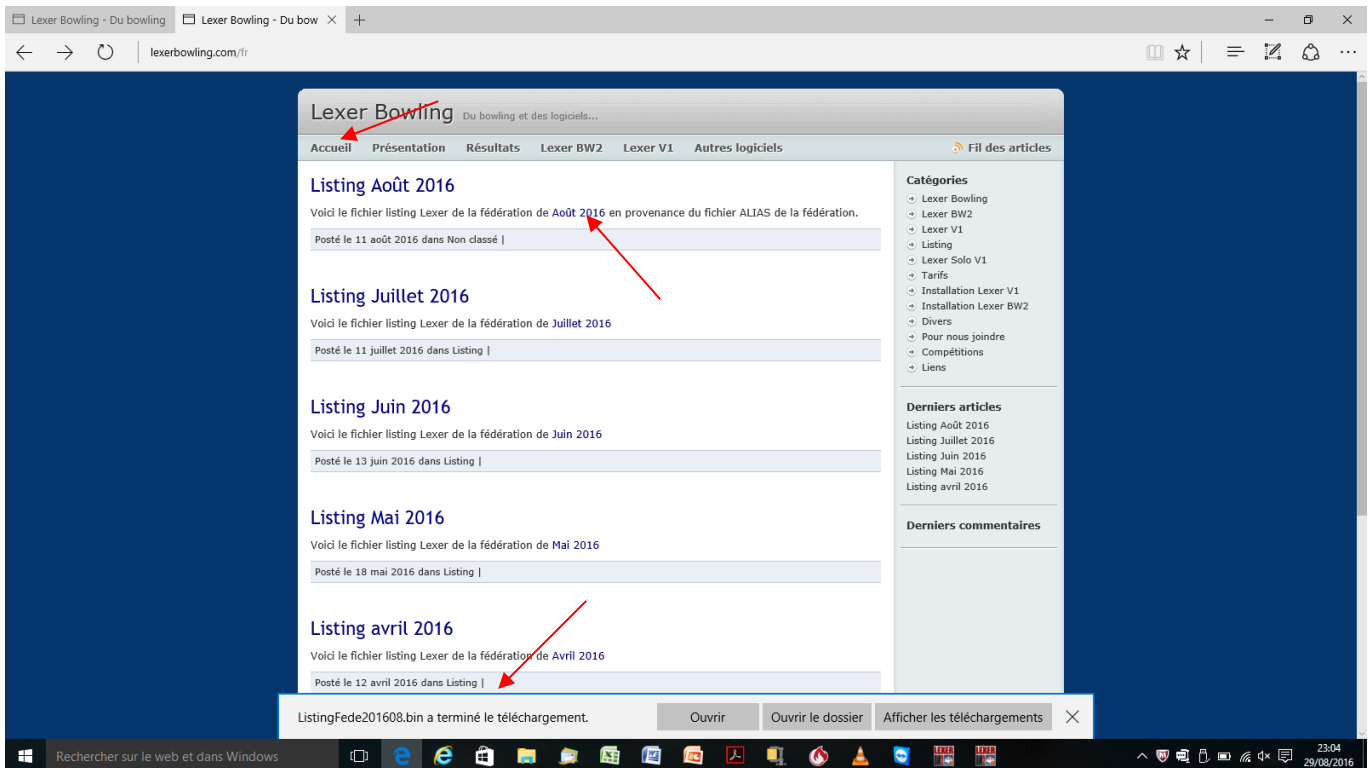 Lexer Bowling - Du bowling
Lexer Bowling - Du bow
lexerbowling.com/fr
Lexer Bowling Du bowling et des logiciels...
Accueil Présentation Résultats Lexer BW2 Lexer V1 Autres logiciels Fil des articles
Listing Août 2016
Voici le fichier listing Lexer de la fédération de Août 2016 en provenance du fichier ALIAS de la fédération.
Posté le 11 août 2016 dans Non classé |
Listing Juillet 2016
Voici le fichier listing Lexer de la fédération de Juillet 2016
Posté le 11 juillet 2016 dans Listing |
Listing Juin 2016
Voici le fichier listing Lexer de la fédération de Juin 2016
Posté le 13 juin 2016 dans Listing |
Listing Mai 2016
Voici le fichier listing Lexer de la fédération de Mai 2016
Posté le 18 mai 2016 dans Listing |
Listing avril 2016
Voici le fichier listing Lexer de la fédération de Avril 2016
Posté le 12 avril 2016 dans Listing |
Catégories
Lexer Bowling
Lexer BW2
Lexer V1
Listing
Lexer Solo V1
Tarifs
Installation Lexer V1
Installation Lexer BW2
Divers
Pour nous joindre
Compétitions
Liens
Derniers articles
Listing Août 2016
Listing Juillet 2016
Listing Juin 2016
Listing Mai 2016
Listing avril 2016
Derniers commentaires
ListingFede201608.bin a terminé le téléchargement.
Ouvrir
Ouvrir le dossier
Afficher les téléchargements
Rechercher sur le web et dans Windows
LEXER
LEXER
23:04
29/08/2016